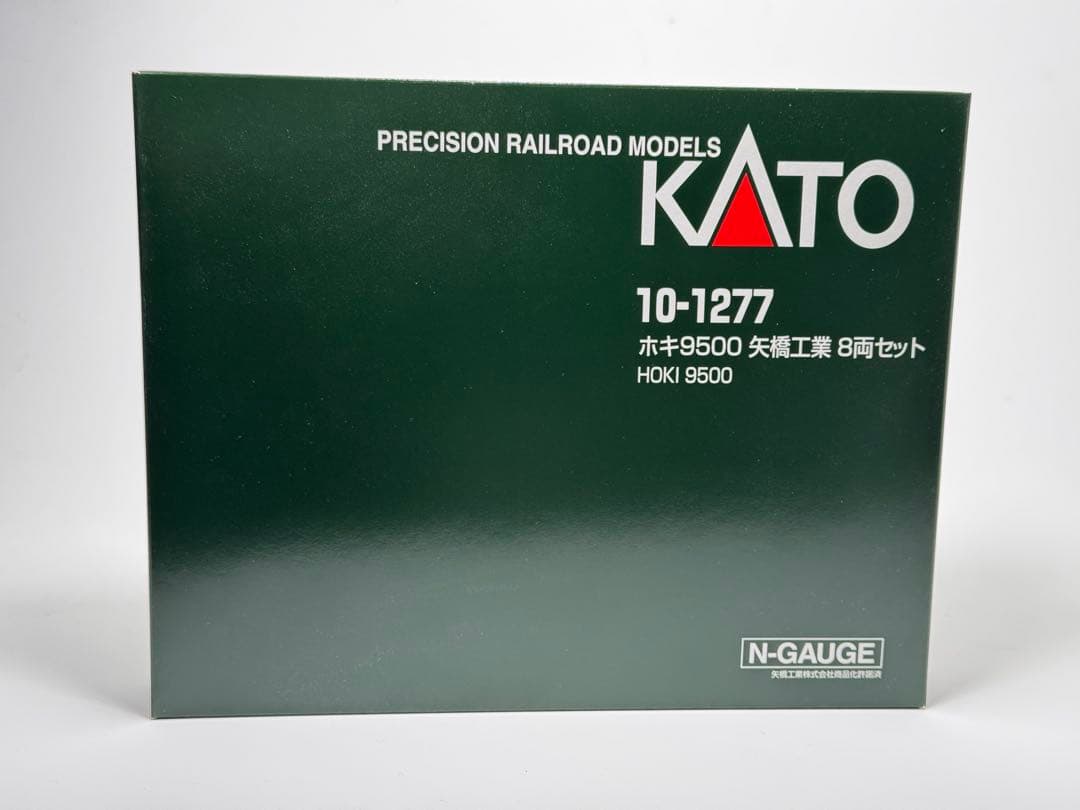 PRECISION RAILROAD MODELS
KATO
10-1277
ホキ9500 矢橋工業 8両セット
HOKI 9500
N-GAUGE
矢橋工業株式会社商品化許諾済